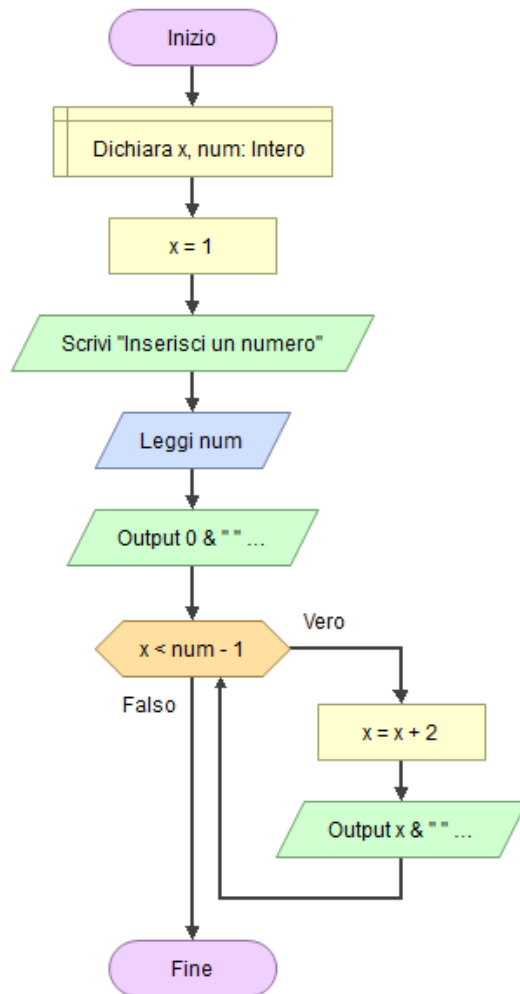 Inizio
Dichiara x, num: Intero
x = 1
Scrivi "Inserisci un numero"
Leggi num
Output 0 & " " ...
x < num - 1
Vero
Falso
x = x + 2
Output x & " " ...
Fine